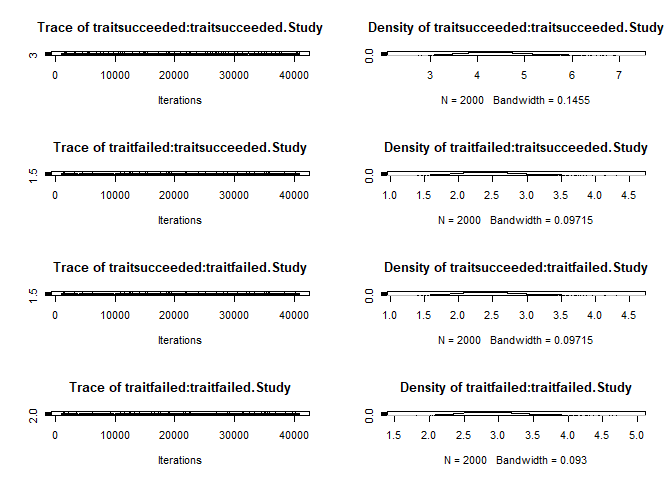 Trace of traitsucceeded:traitsucceeded.Study
3
0 10000 20000 30000 40000
Iterations
Density of traitsucceeded:traitsucceeded.Study
0.0
3 4 5 6 7
N = 2000 Bandwidth = 0.1455
Trace of traitfailed:traitsucceeded.Study
1.5
0 10000 20000 30000 40000
Iterations
Density of traitfailed:traitsucceeded.Study
0.0
1.0 1.5 2.0 2.5 3.0 3.5 4.0 4.5
N = 2000 Bandwidth = 0.09715
Trace of traitsucceeded:traitfailed.Study
1.5
0 10000 20000 30000 40000
Iterations
Density of traitsucceeded:traitfailed.Study
0.0
1.0 1.5 2.0 2.5 3.0 3.5 4.0 4.5
N = 2000 Bandwidth = 0.09715
Trace of traitfailed:traitfailed.Study
2.0
0 10000 20000 30000 40000
Iterations
Density of traitfailed:traitfailed.Study
0.0
1.5 2.0 2.5 3.0 3.5 4.0 4.5 5.0
N = 2000 Bandwidth = 0.093